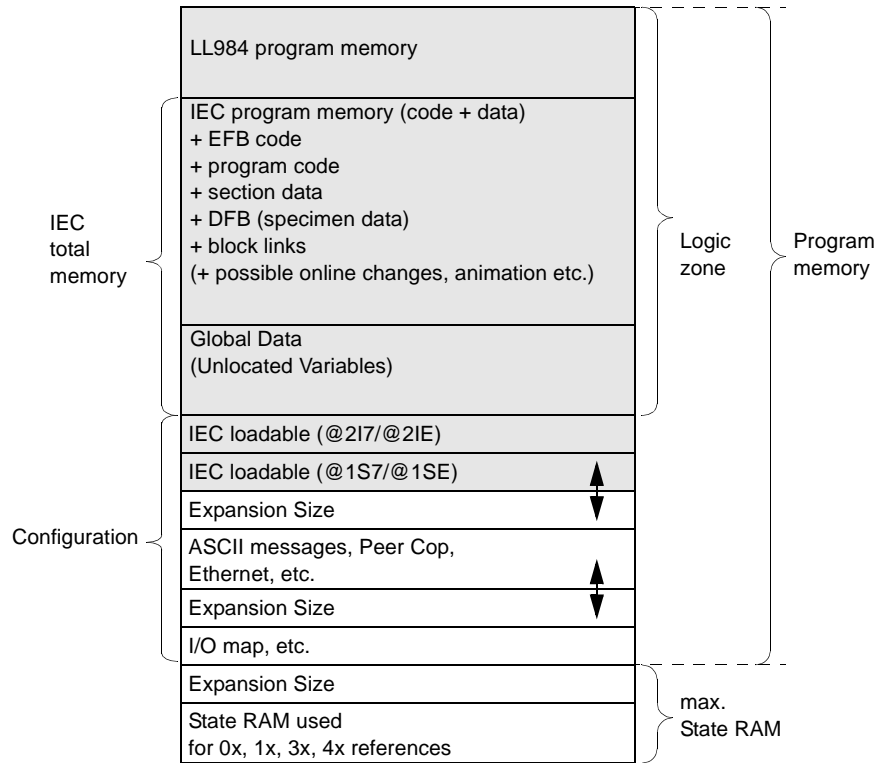 LL984 program memory
IEC program memory (code + data)
+ EFB code
+ program code
+ section data
+ DFB (specimen data)
+ block links
(+ possible online changes, animation etc.)
IEC
total
memory
Logic
zone
Program
memory
Global Data
(Unlocated Variables)
IEC loadable (@2I7/@2IE)
IEC loadable (@1S7/@1SE)
Expansion Size
Configuration
ASCII messages, Peer Cop,
Ethernet, etc.
Expansion Size
I/O map, etc.
Expansion Size
State RAM used
for 0x, 1x, 3x, 4x references
max.
State RAM